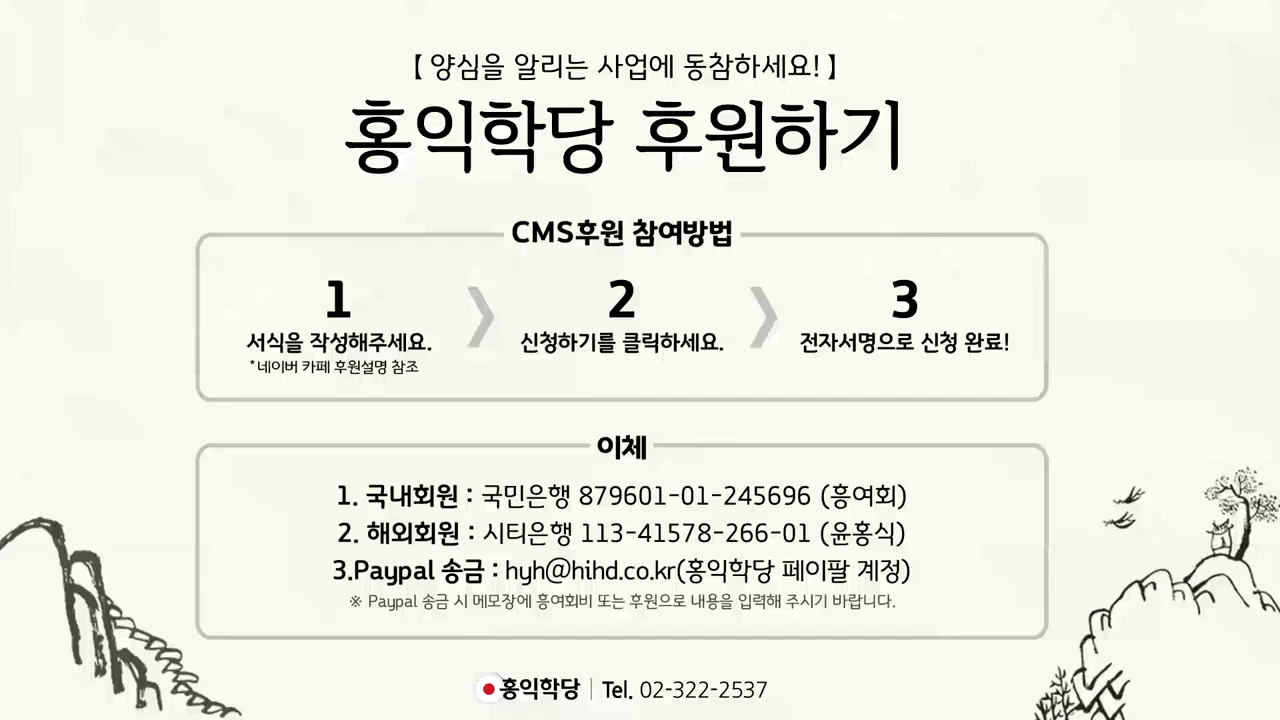 【 양심을 알리는 사업에 동참하세요! 】
홍익학당 후원하기
CMS후원 참여방법
1
서식을 작성해주세요.
*네이버 카페 후원설명 참조
2
신청하기를 클릭하세요.
3
전자서명으로 신청 완료!
이체
1. 국내회원 : 국민은행 879601-01-245696 (흥여회)
2. 해외회원 : 시티은행 113-41578-266-01 (윤홍식)
3.Paypal 송금 : hyh@hihd.co.kr(홍익학당 페이팔 계정)
※ Paypal 송금 시 메모장에 흥여회비 또는 후원으로 내용을 입력해 주시기 바랍니다.
홍익학당 | Tel. 02-322-2537